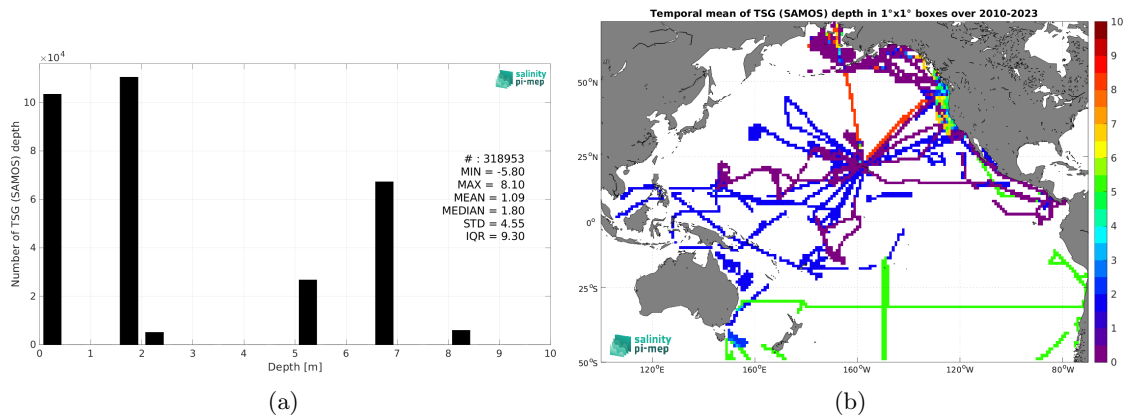 ×10⁴
10
8
6
4
2
0
0 1 2 3 4 5 6 7 8 9 10
Number of TSG (SAMOS) depth
Depth [m]
salinity
pi-mep
# : 318953
MIN = -5.80
MAX = 8.10
MEAN = 1.09
MEDIAN = 1.80
STD = 4.55
IQR = 9.30
(a)
Temporal mean of TSG (SAMOS) depth in 1°x1° boxes over 2010-2023
50°N
25°N
0°
25°S
50°S
120°E 160°E 160°W 120°W 80°W
salinity
pi-mep
10
9
8
7
6
5
4
3
2
1
0
(b)